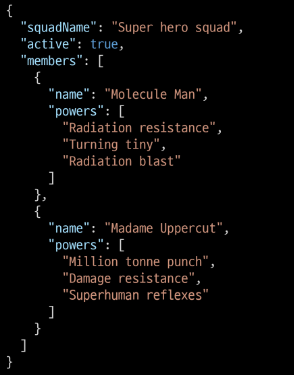 {
  "squadName": "Super hero squad",
  "active": true,
  "members": [
    {
      "name": "Molecule Man",
      "powers": [
        "Radiation resistance",
        "Turning tiny",
        "Radiation blast"
      ]
    },
    {
      "name": "Madame Uppercut",
      "powers": [
        "Million tonne punch",
        "Damage resistance",
        "Superhuman reflexes"
      ]
    }
  ]
}